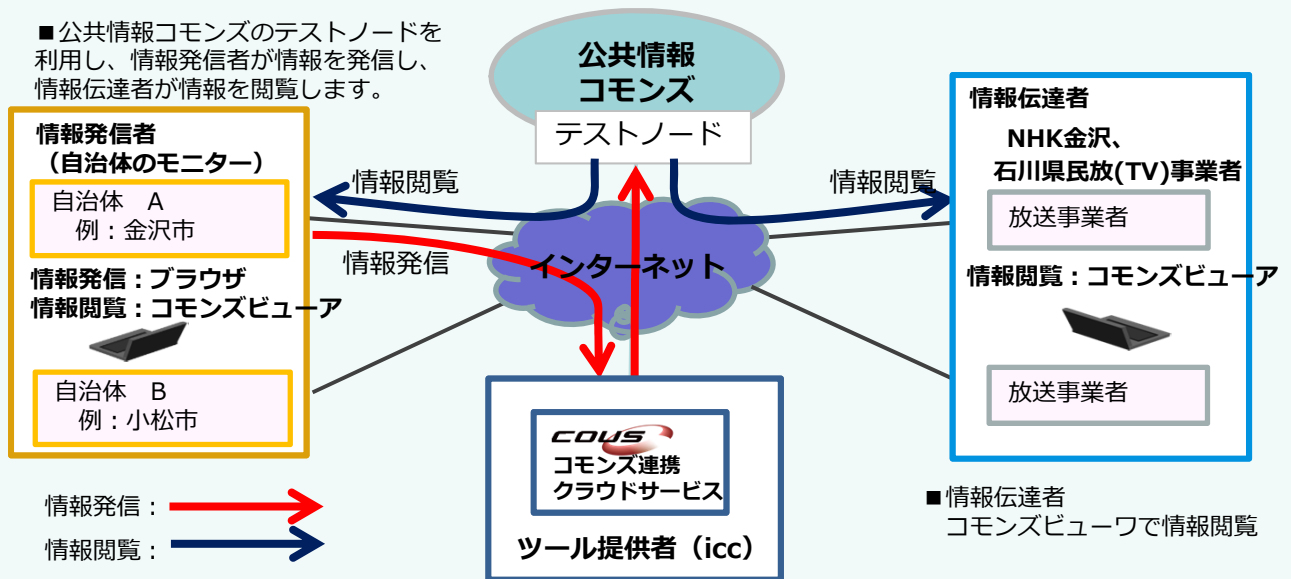 ■公共情報コモンズのテストノードを
利用し、情報発信者が情報を発信し、
情報伝達者が情報を閲覧します。
公共情報
コモンズ
テストノード
情報発信者
（自治体のモニター）
自治体　A
例：金沢市
情報発信：ブラウザ
情報閲覧：コモンズビューア
自治体　B
例：小松市
情報閲覧
情報発信
インターネット
情報閲覧
情報伝達者
NHK金沢、
石川県民放(TV)事業者
放送事業者
情報閲覧：コモンズビューア
放送事業者
cous
コモンズ連携
クラウドサービス
ツール提供者（icc）
情報発信：
情報閲覧：
■情報伝達者
コモンズビューワで情報閲覧